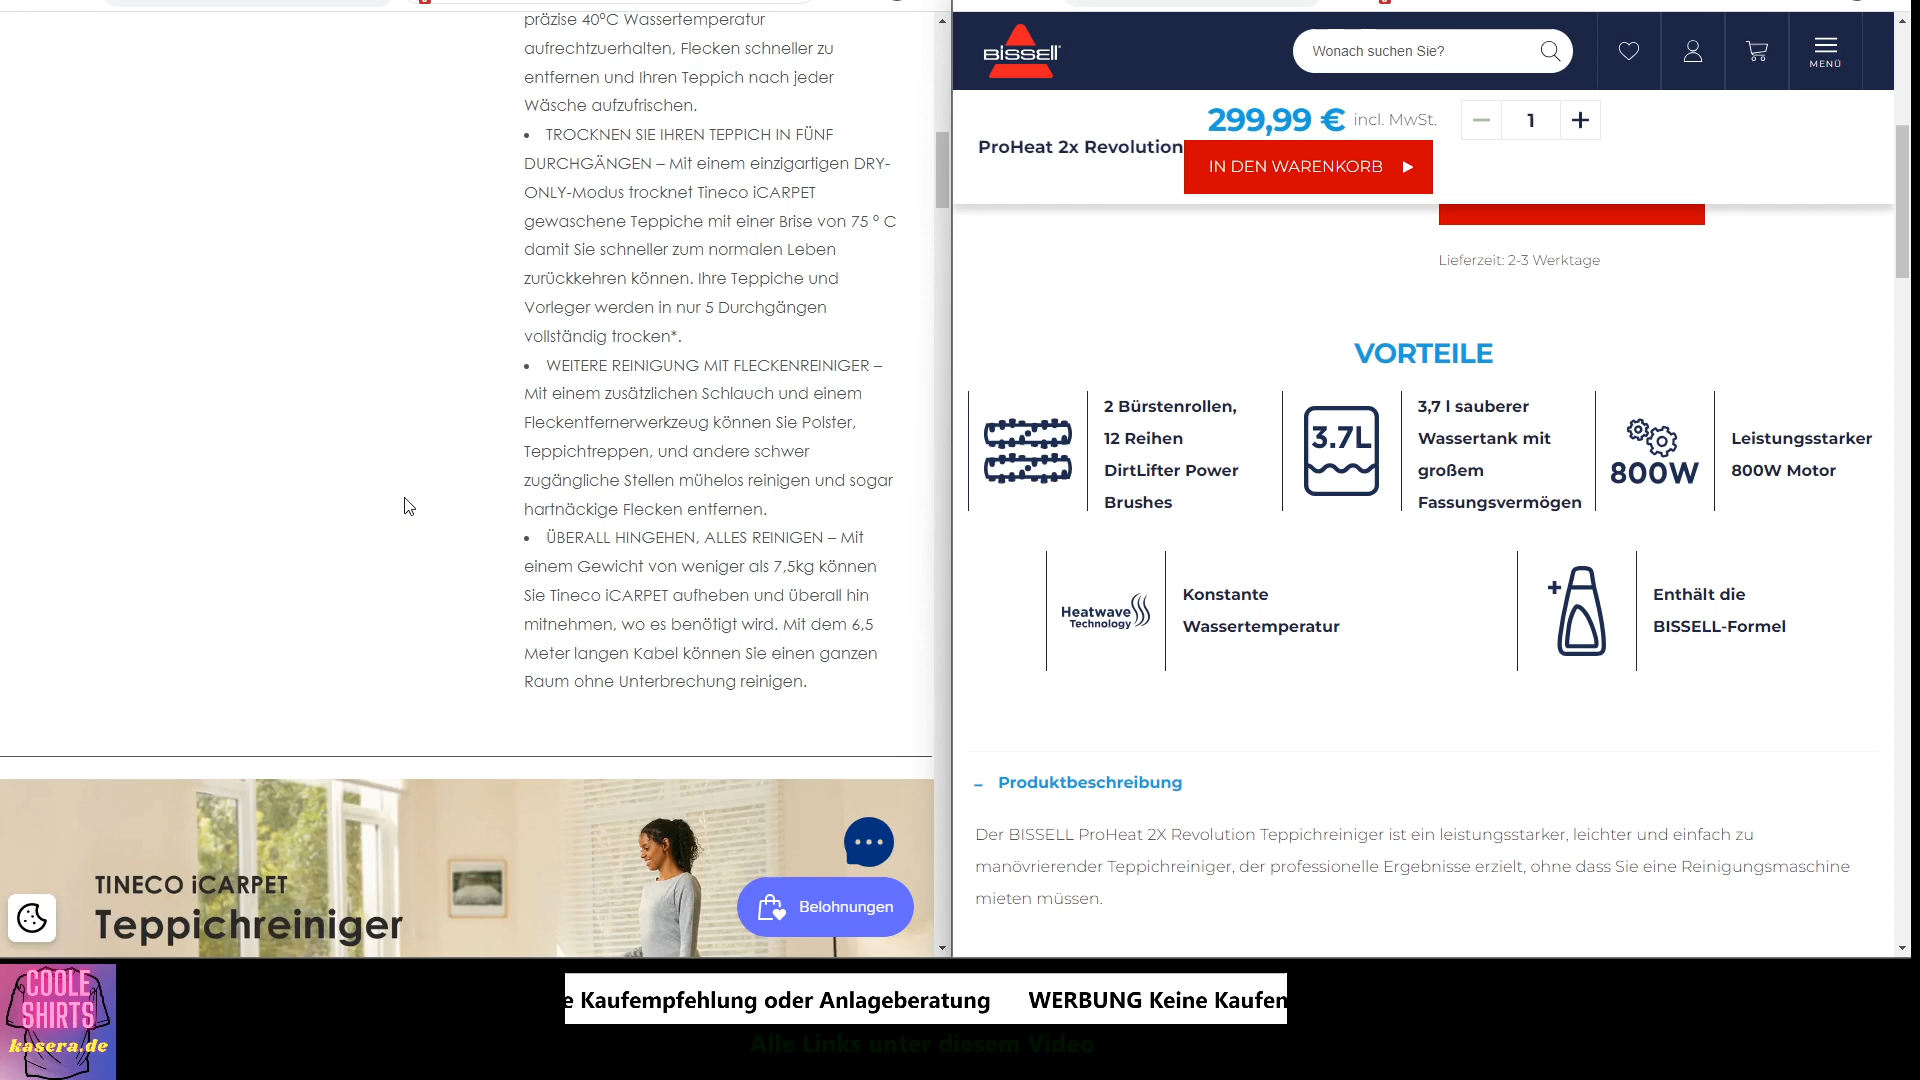 präzise 40°C Wassertemperatur
aufrechtzuerhalten, Flecken schneller zu
entfernen und Ihren Teppich nach jeder
Wäsche aufzufrischen.
• TROCKNEN SIE IHREN TEPPICH IN FÜNF
DURCHGÄNGEN – Mit einem einzigartigen DRY-
ONLY-Modus trocknet Tineco iCARPET
gewaschene Teppiche mit einer Brise von 75 º C
damit Sie schneller zum normalen Leben
zurückkehren können. Ihre Teppiche und
Vorleger werden in nur 5 Durchgängen
vollständig trocken*.
• WEITERE REINIGUNG MIT FLECKENREINIGER –
Mit einem zusätzlichen Schlauch und einem
Fleckentfernerwerkzeug können Sie Polster,
Teppichtreppen, und andere schwer
zugängliche Stellen mühelos reinigen und sogar
hartnäckige Flecken entfernen.
• ÜBERALL HINGEHEN, ALLES REINIGEN – Mit
einem Gewicht von weniger als 7,5kg können
Sie Tineco iCARPET aufheben und überall hin
mitnehmen, wo es benötigt wird. Mit dem 6,5
Meter langen Kabel können Sie einen ganzen
Raum ohne Unterbrechung reinigen.
TINECO iCARPET
Teppichreiniger
Belohnungen
BISSELL
Wonach suchen Sie?
MENÜ
299,99 € incl. MwSt.
1
ProHeat 2x Revolution
IN DEN WARENKORB
Lieferzeit: 2-3 Werktage
VORTEILE
2 Bürstenrollen,
12 Reihen
DirtLifter Power
Brushes
3.7L
3,7 l sauberer
Wassertank mit
großem
Fassungsvermögen
800W
Leistungsstarker
800W Motor
Heatwave
Technology
Konstante
Wassertemperatur
Enthält die
BISSELL-Formel
– Produktbeschreibung
Der BISSELL ProHeat 2X Revolution Teppichreiniger ist ein leistungsstarker, leichter und einfach zu
manövrierender Teppichreiniger, der professionelle Ergebnisse erzielt, ohne dass Sie eine Reinigungsmaschine
mieten müssen.
COOLE
SHIRTS
kasera.de
e Kaufempfehlung oder Anlageberatung WERBUNG Keine Kaufen
Alle Links unter diesem Video